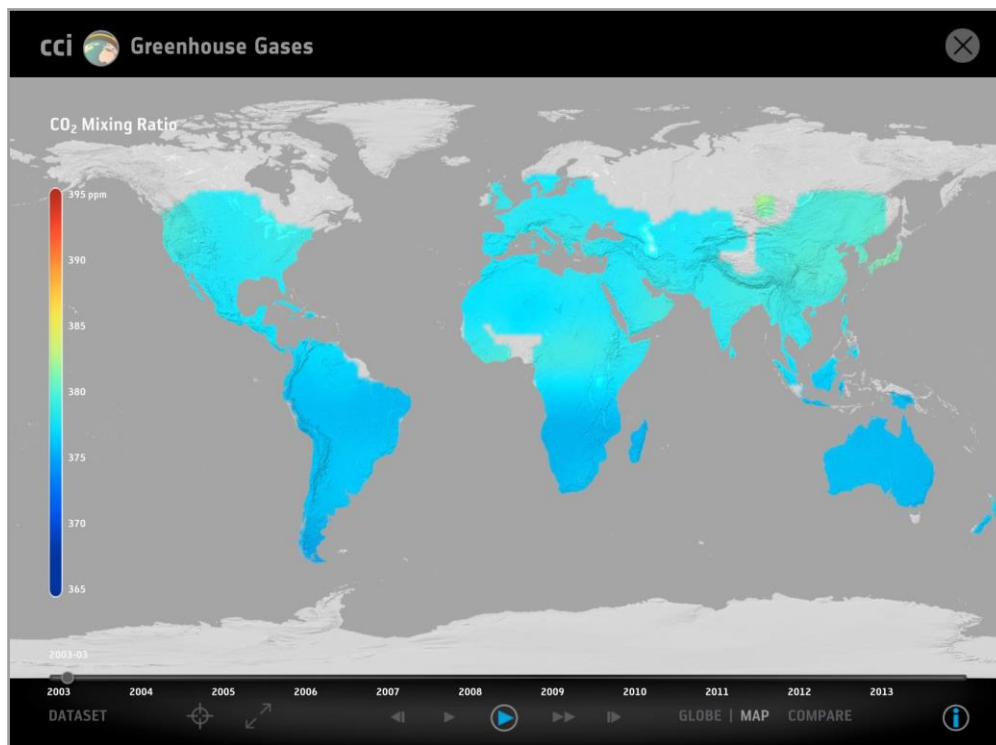 cci Greenhouse Gases
CO₂ Mixing Ratio
395 ppm
390
385
380
375
370
365
2003-03
2003 2004 2005 2006 2007 2008 2009 2010 2011 2012 2013
DATASET GLOBE | MAP COMPARE i